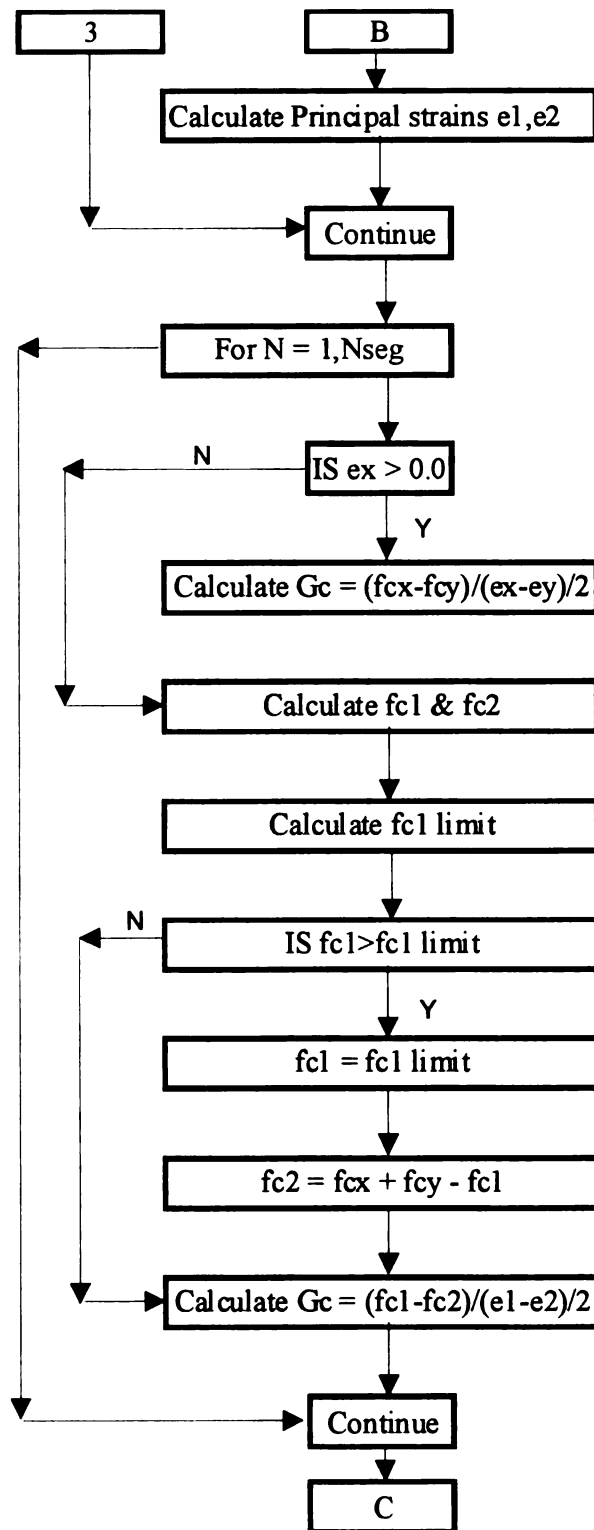 3
B
Calculate Principal strains e1,e2
Continue
For N = 1,Nseg
N
IS ex > 0.0
Y
Calculate Gc = (fcx-fcy)/(ex-ey)/2
Calculate fc1 & fc2
Calculate fc1 limit
N
IS fc1>fc1 limit
Y
fc1 = fc1 limit
fc2 = fcx + fcy - fc1
Calculate Gc = (fc1-fc2)/(e1-e2)/2
Continue
C